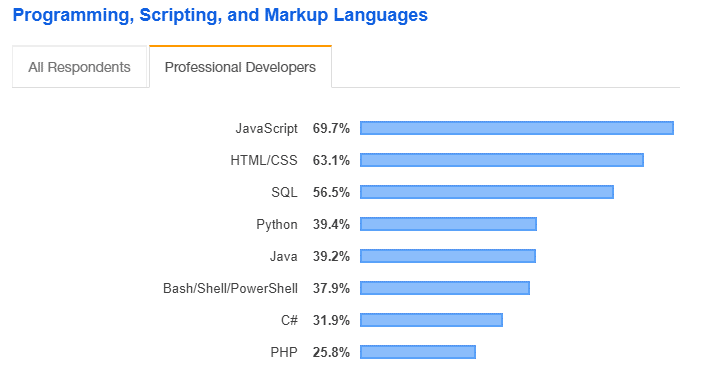 Programming, Scripting, and Markup Languages
All Respondents Professional Developers
JavaScript 69.7%
HTML/CSS 63.1%
SQL 56.5%
Python 39.4%
Java 39.2%
Bash/Shell/PowerShell 37.9%
C# 31.9%
PHP 25.8%